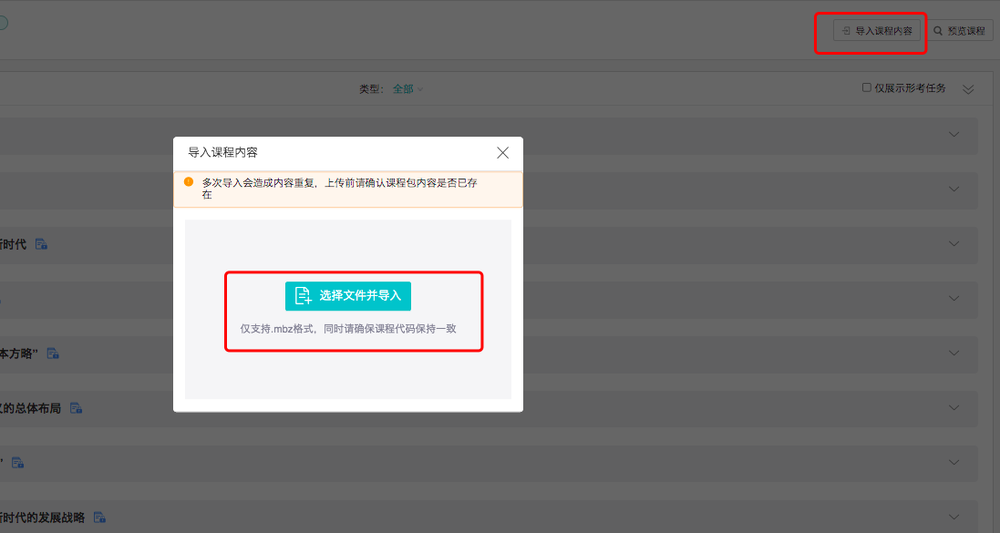 导入课程内容
预览课程
类型： 全部
仅展示形考任务
导入课程内容
多次导入会造成内容重复，上传前请确认课程包内容是否已存
在
时代
选择文件并导入
仅支持.mbz格式，同时请确保课程代码保持一致
本方略”
的总体布局
”
时代的发展战略